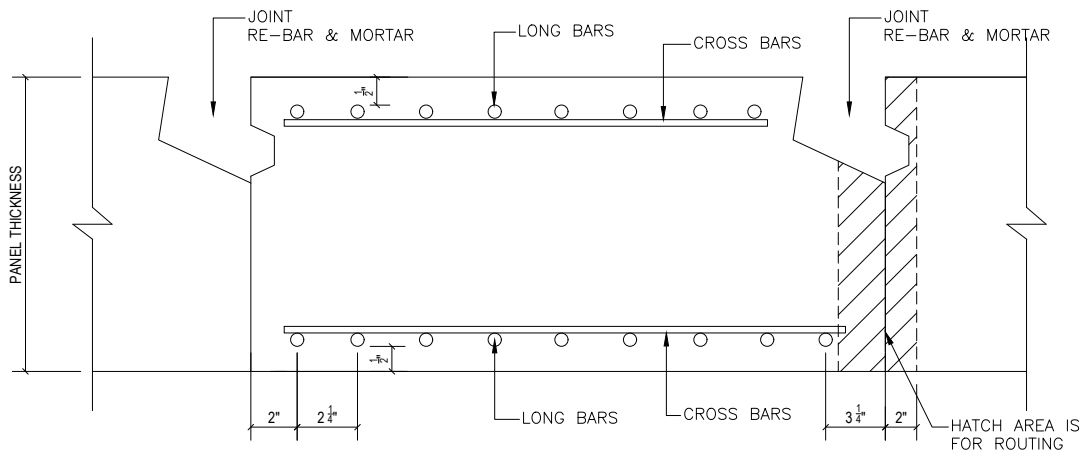 JOINT
RE-BAR & MORTAR
LONG BARS
CROSS BARS
JOINT
RE-BAR & MORTAR
1/2"
PANEL THICKNESS
1/2"
2"
2 1/4"
LONG BARS
CROSS BARS
3 1/4"
2"
HATCH AREA IS
FOR ROUTING